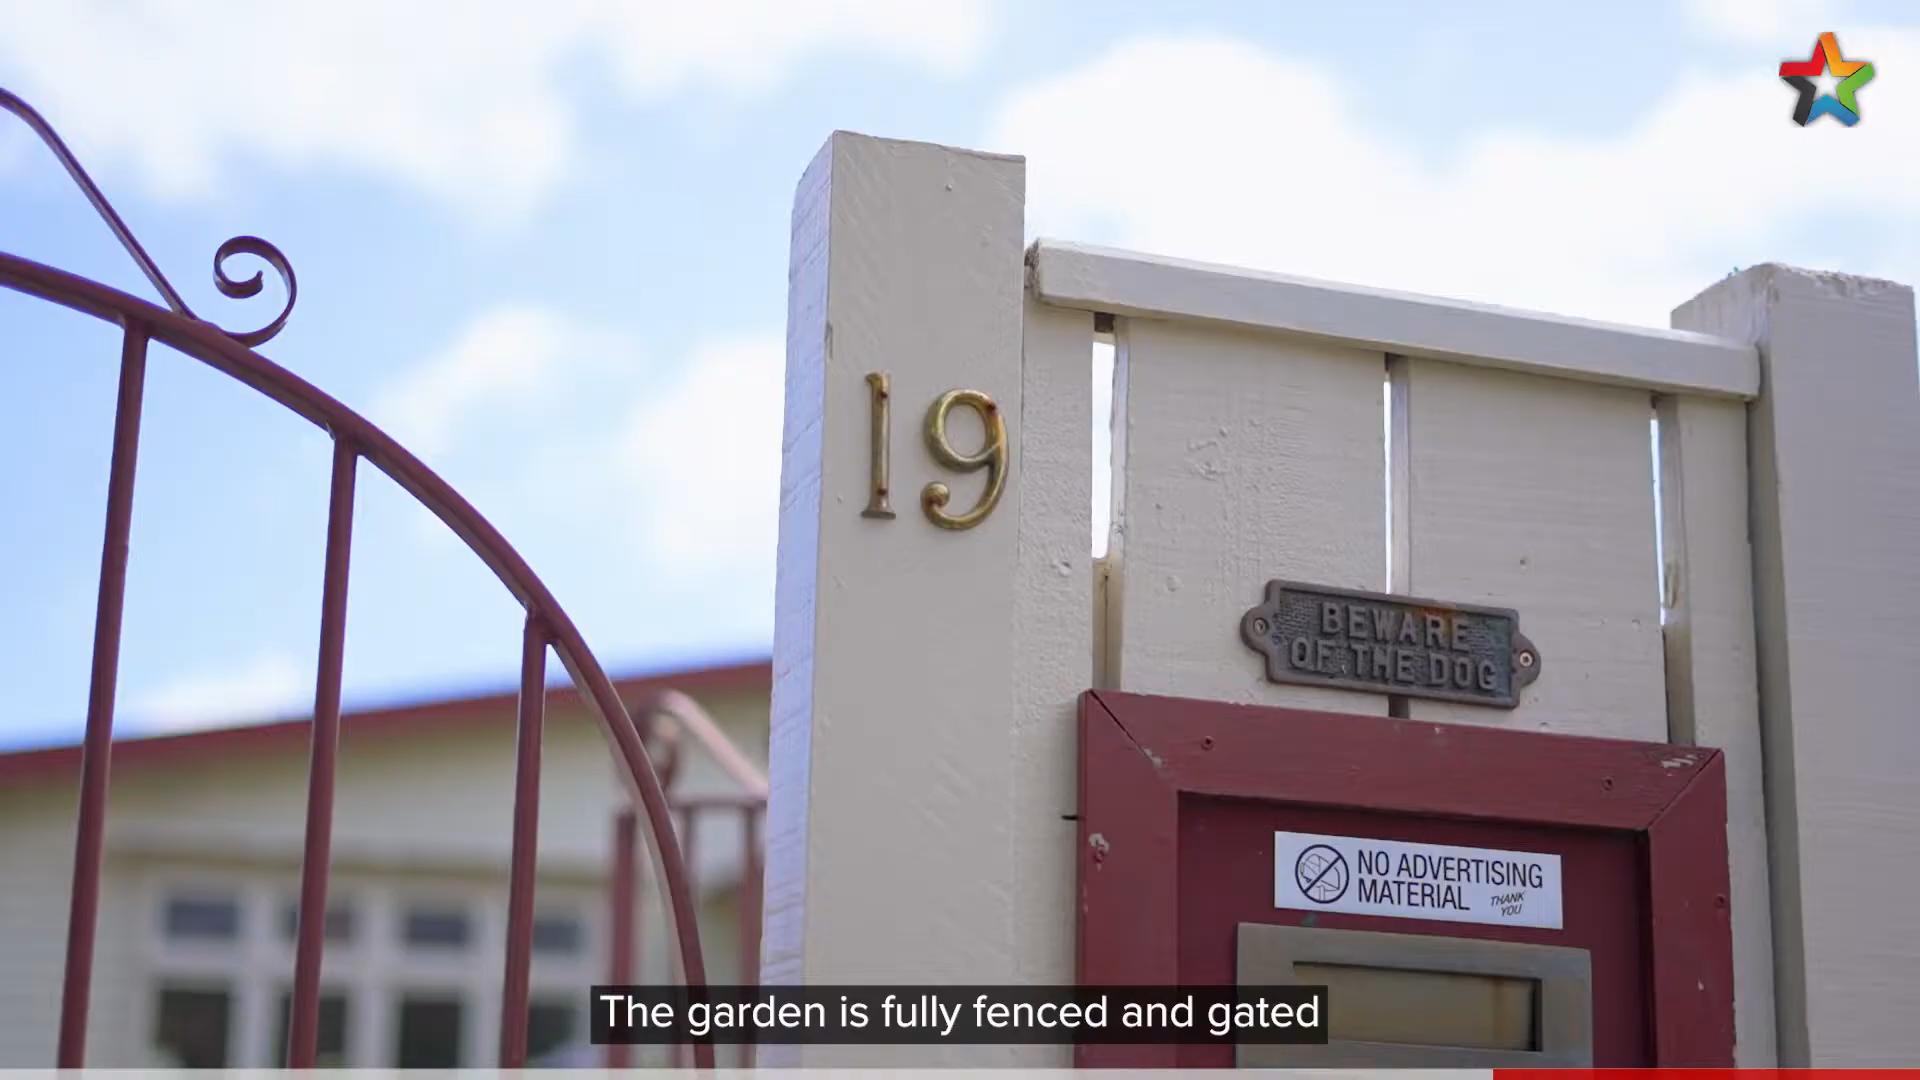 19
BEWARE
OF THE DOG
NO ADVERTISING
MATERIAL
THANK
YOU
The garden is fully fenced and gated